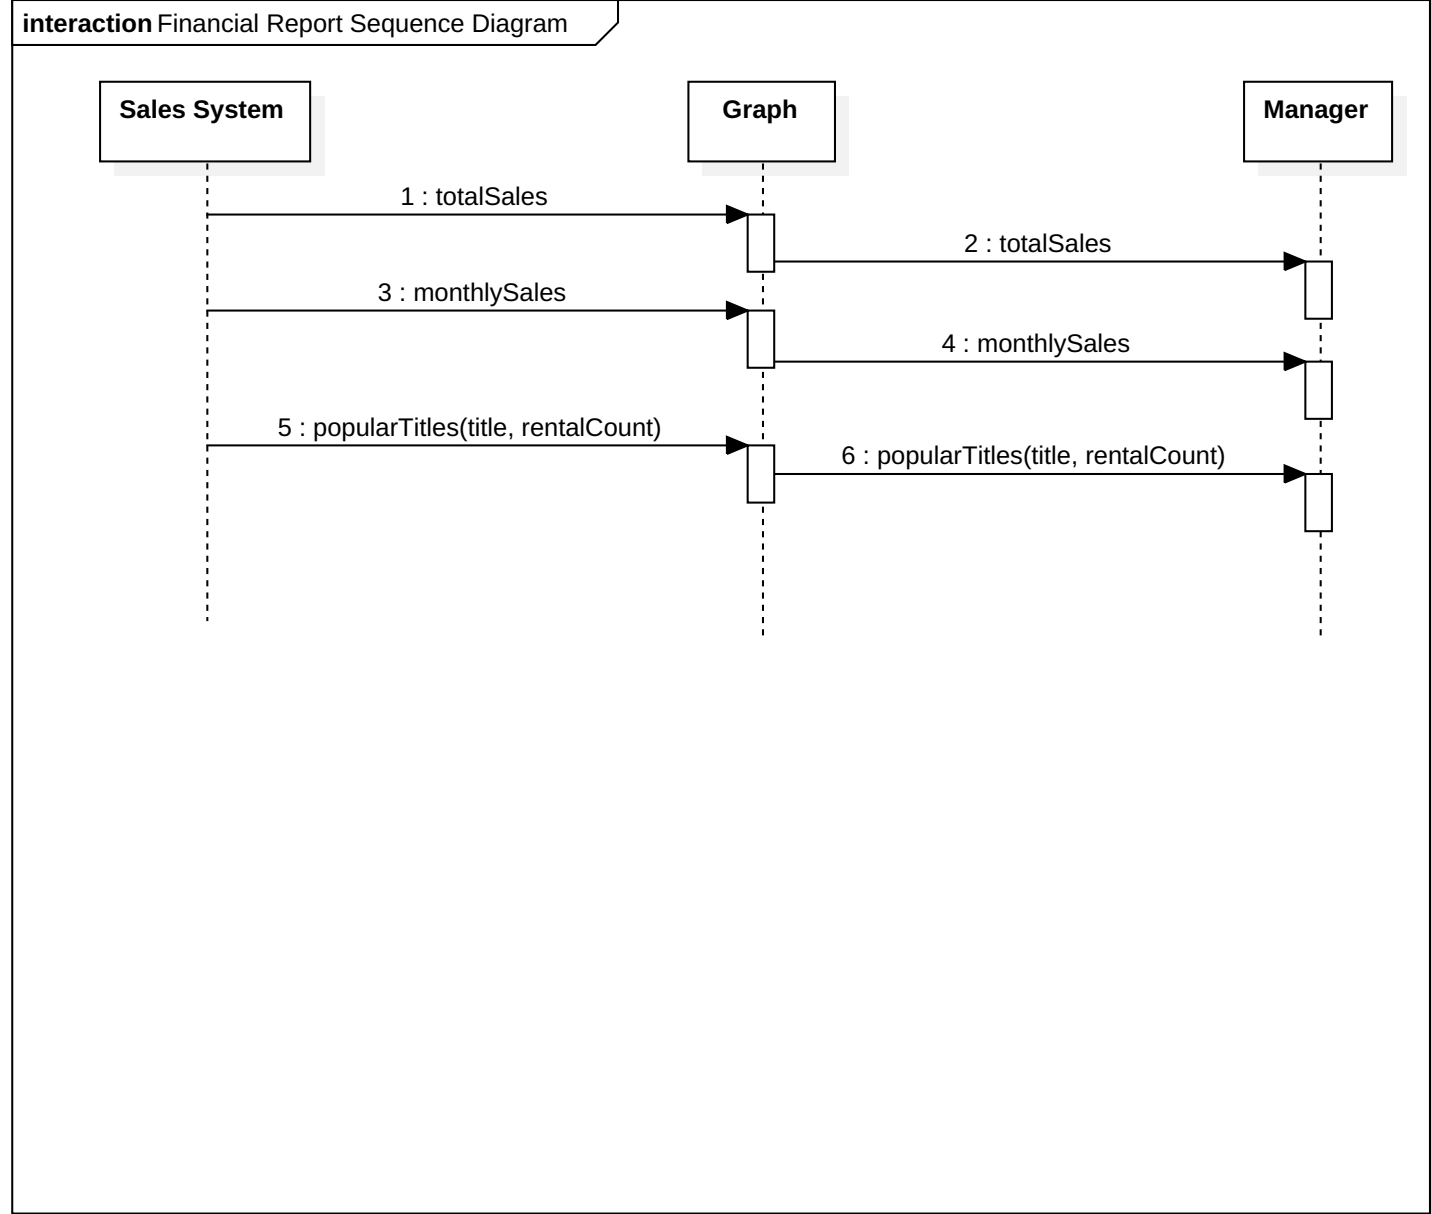 interaction Financial Report Sequence Diagram
Sales System
Graph
Manager
1 : totalSales
2 : totalSales
3 : monthlySales
4 : monthlySales
5 : popularTitles(title, rentalCount)
6 : popularTitles(title, rentalCount)